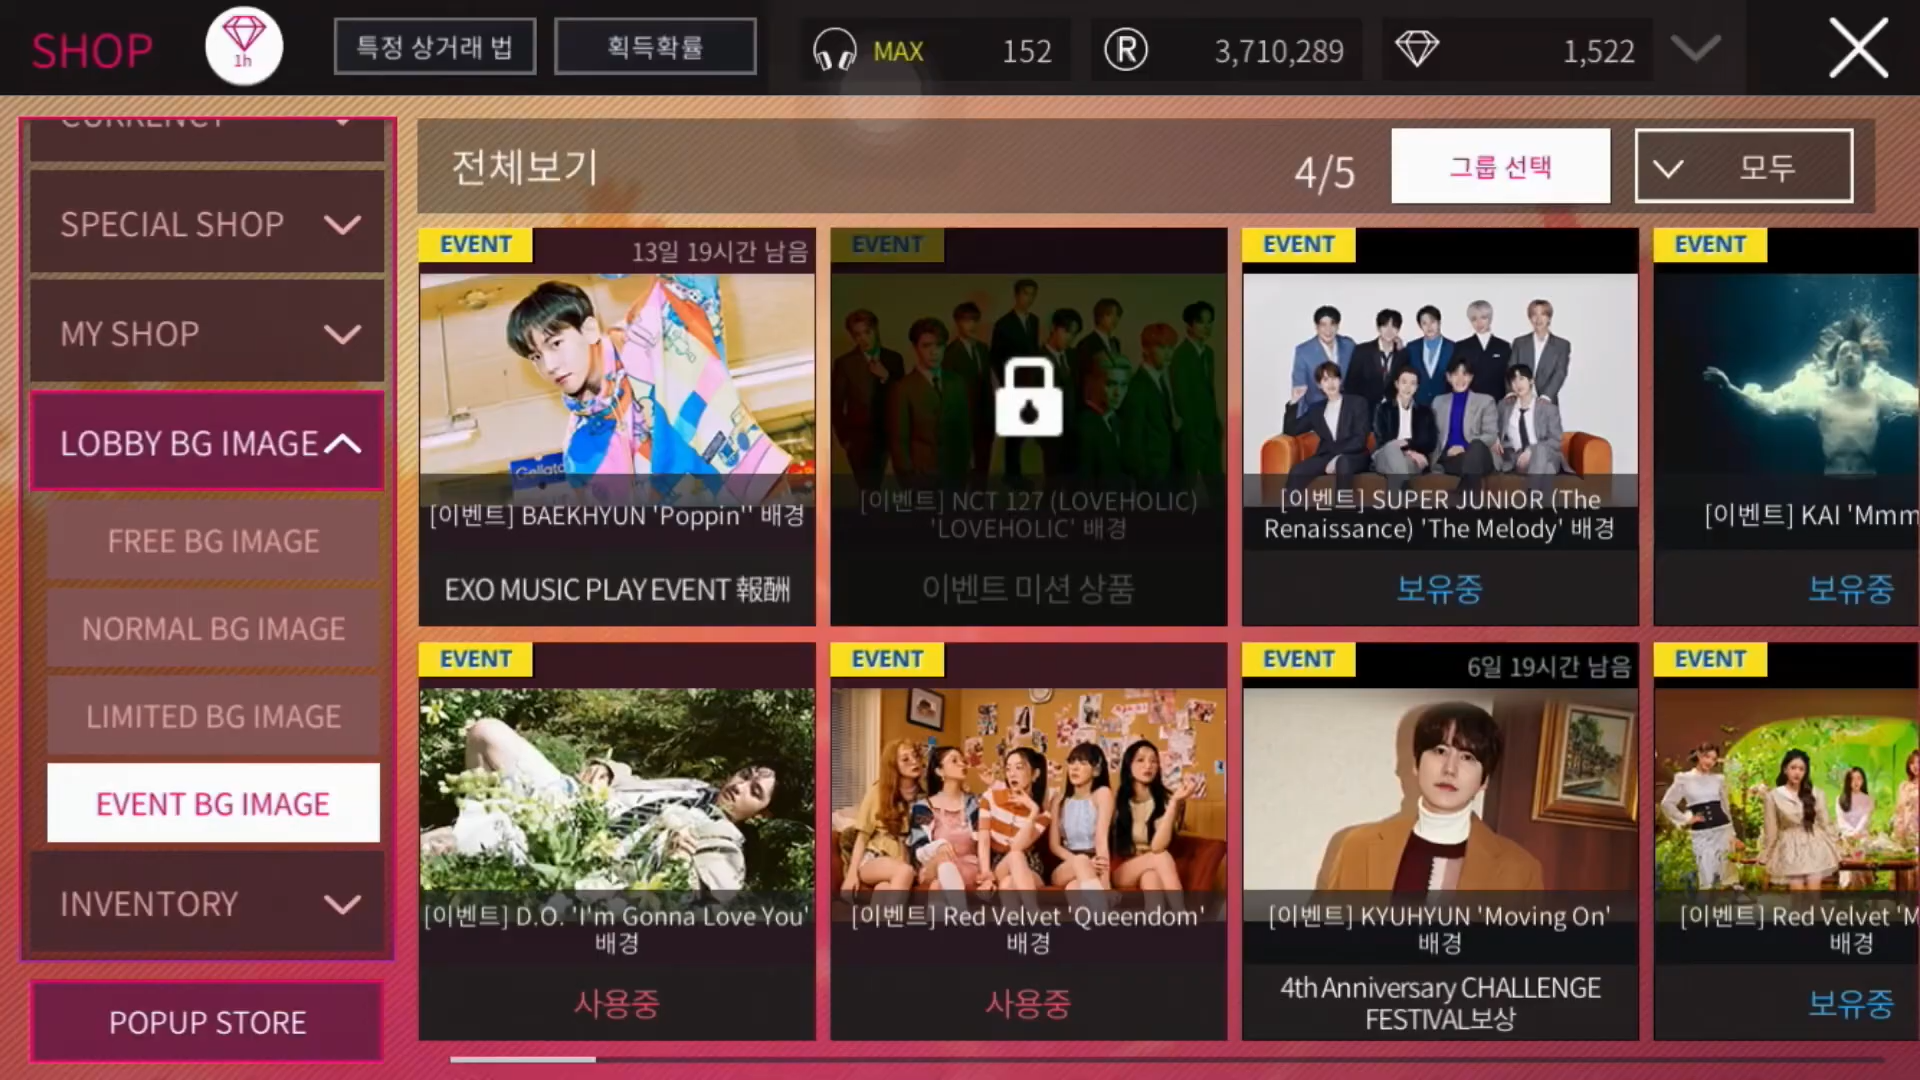 SHOP
1h
특정 상거래 법
획득확률
MAX
152
R
3,710,289
1,522
CURRENCY
SPECIAL SHOP
MY SHOP
LOBBY BG IMAGE
FREE BG IMAGE
NORMAL BG IMAGE
LIMITED BG IMAGE
EVENT BG IMAGE
INVENTORY
POPUP STORE
전체보기
4/5
그룹 선택
모두
EVENT
13일 19시간 남음
Gellato
[이벤트] BAEKHYUN 'Poppin'' 배경
EXO MUSIC PLAY EVENT 報酬
EVENT
[이벤트] NCT 127 (LOVEHOLIC)
'LOVEHOLIC' 배경
이벤트 미션 상품
EVENT
[이벤트] SUPER JUNIOR (The
Renaissance) 'The Melody' 배경
보유중
EVENT
[이벤트] KAI 'Mmm
보유중
EVENT
[이벤트] D.O. 'I'm Gonna Love You'
배경
사용중
EVENT
[이벤트] Red Velvet 'Queendom'
배경
사용중
EVENT
6일 19시간 남음
[이벤트] KYUHYUN 'Moving On'
배경
4th Anniversary CHALLENGE
FESTIVAL보상
EVENT
[이벤트] Red Velvet 'M
배경
보유중